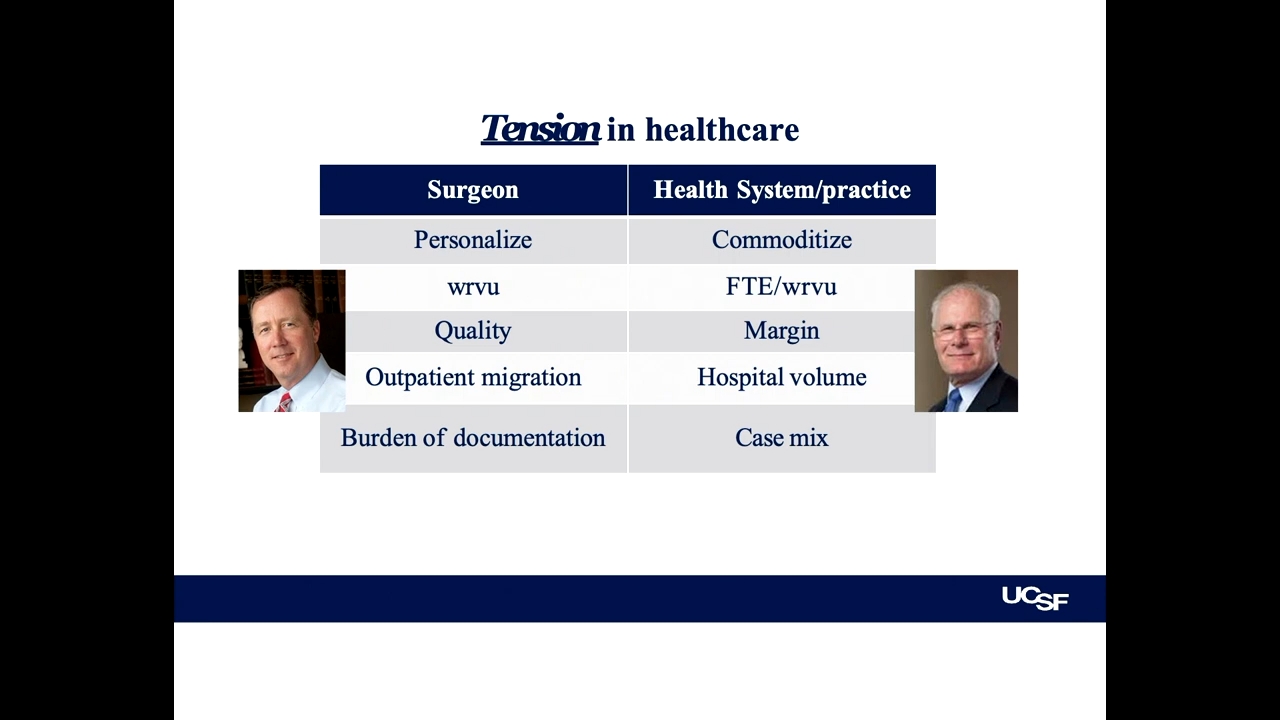 Tension in healthcare
Surgeon Health System/practice
Personalize Commoditize
wrvu FTE/wrvu
Quality Margin
Outpatient migration Hospital volume
Burden of documentation Case mix
UCSF